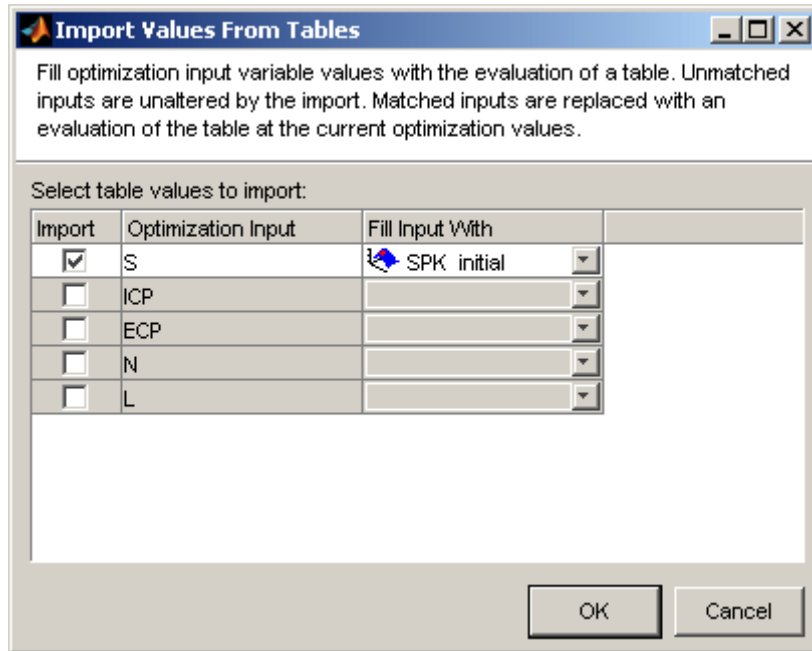 Import Values From Tables
Fill optimization input variable values with the evaluation of a table. Unmatched
inputs are unaltered by the import. Matched inputs are replaced with an
evaluation of the table at the current optimization values.
Select table values to import:
Import Optimization Input Fill Input With
S SPK initial
ICP
ECP
N
L
OK Cancel